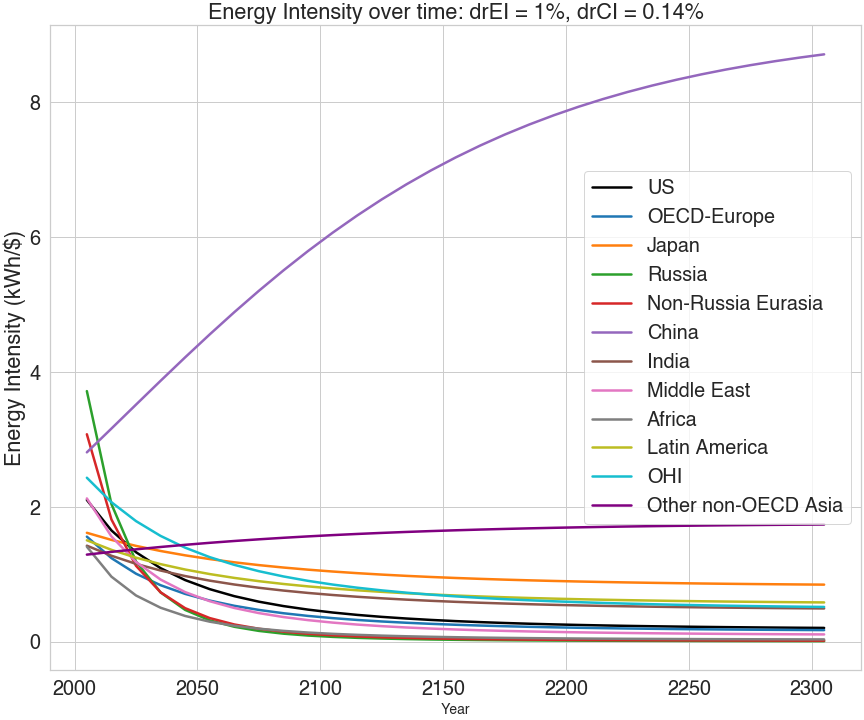 Energy Intensity over time: drEI = 1%, drCI = 0.14%
Energy Intensity (kWh/$)
8
6
4
2
0
US
OECD-Europe
Japan
Russia
Non-Russia Eurasia
China
India
Middle East
Africa
Latin America
OHI
Other non-OECD Asia
2000 2050 2100 2150 2200 2250 2300
Year